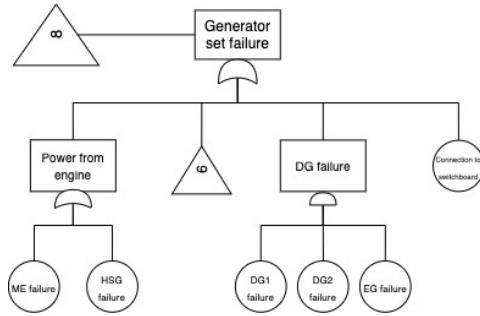 8
Generator
set failure
Power from
engine
DG failure
Connection to
switchboard
ME failure
HSG
failure
DG1
failure
DG2
failure
EG failure